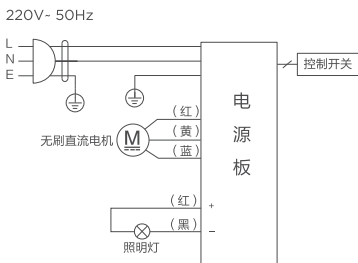 220V~ 50Hz
L
N
E
控制开关
电源板
(红)
(黄)
(蓝)
无刷直流电机
M
(红) +
(黑) −
照明灯